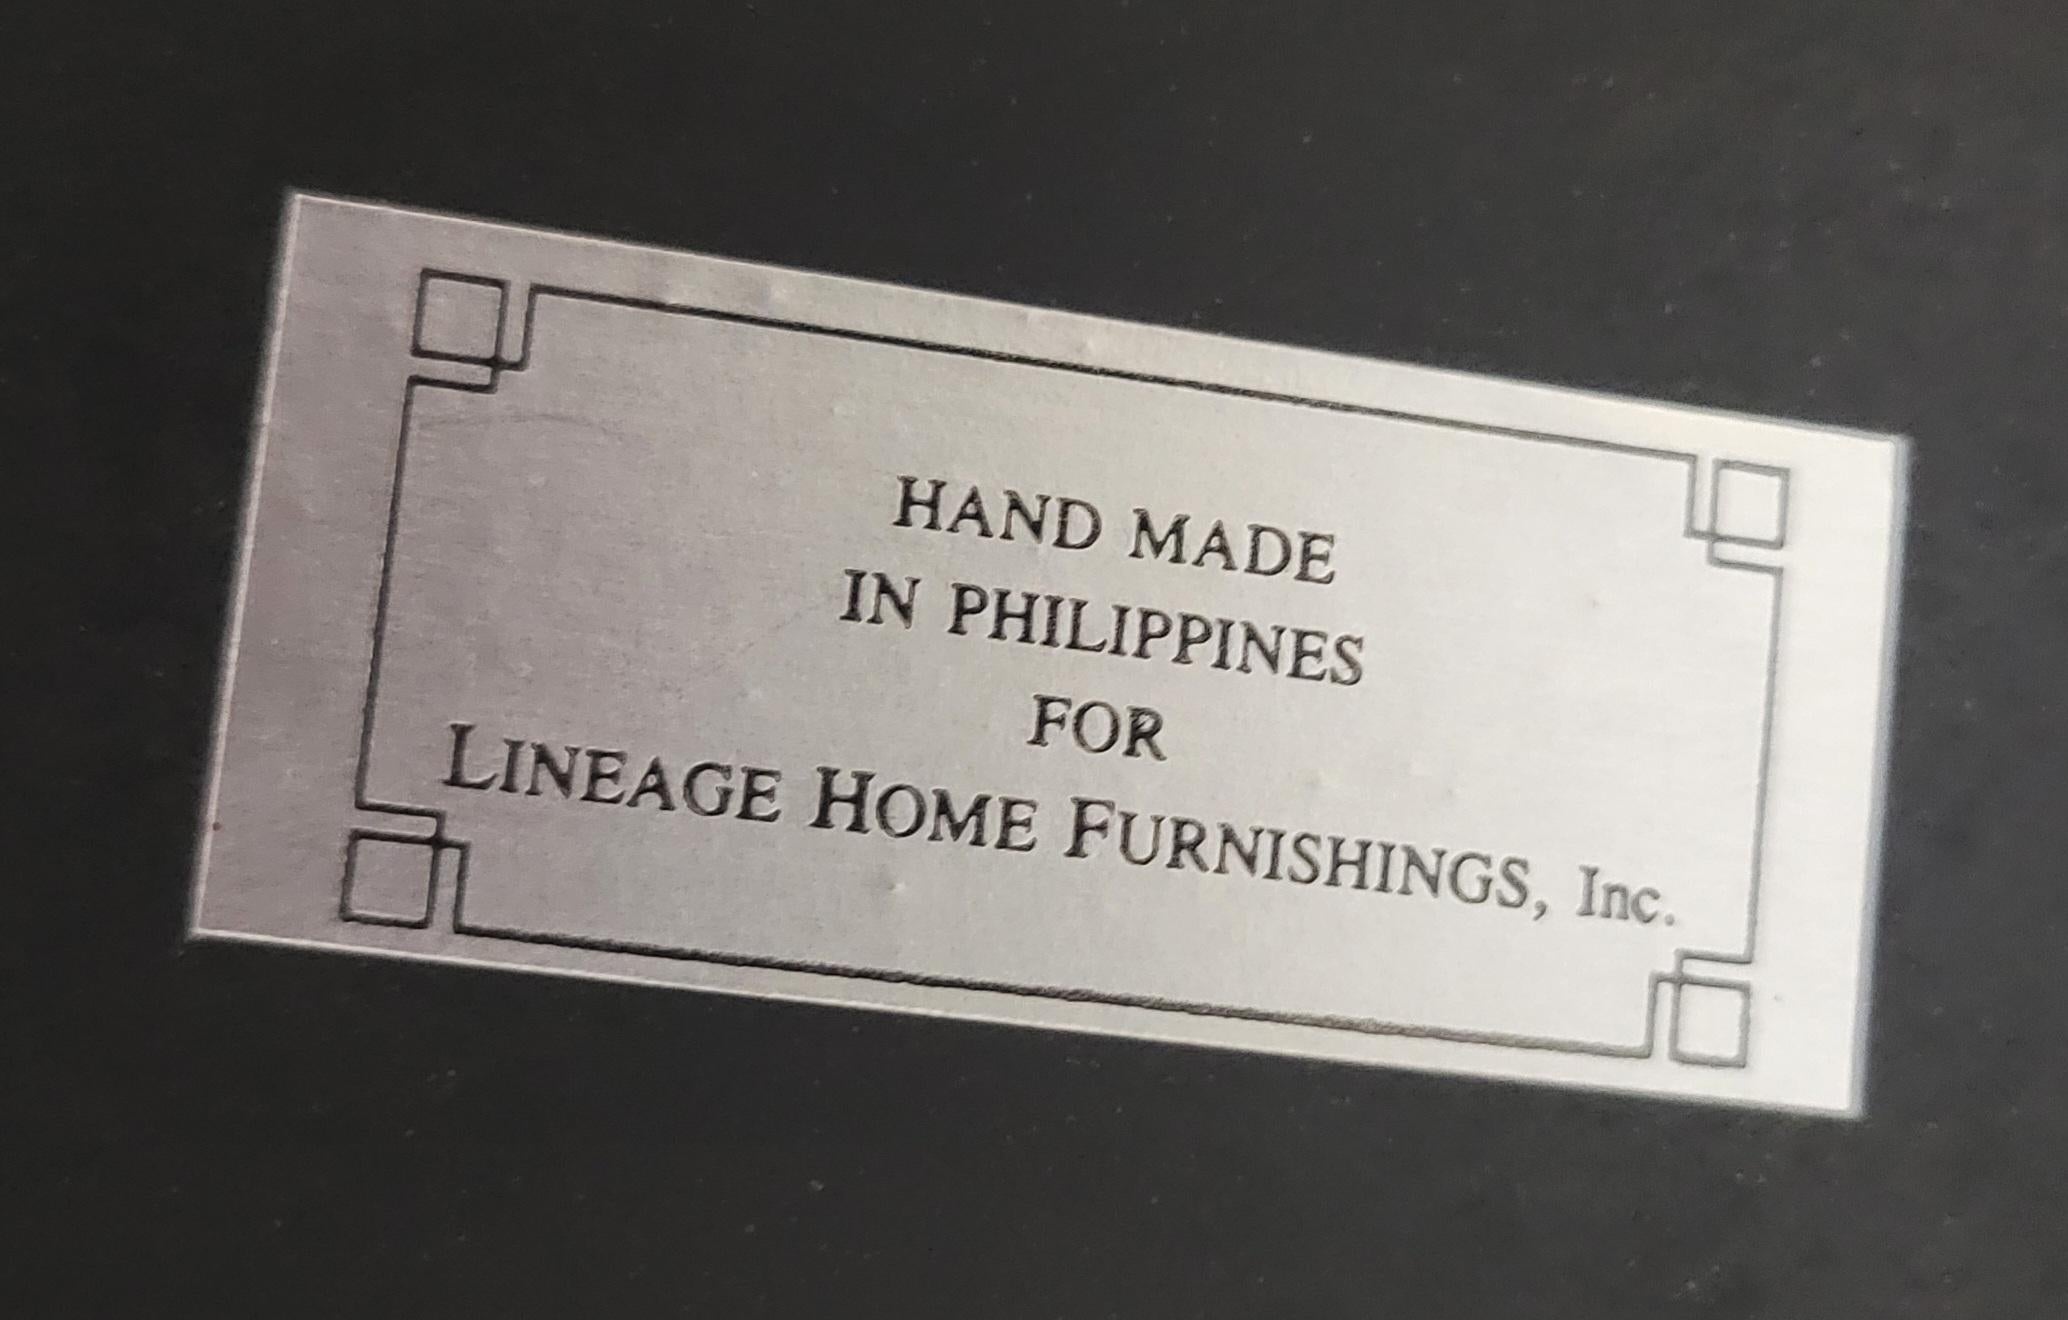 HAND MADE
IN PHILIPPINES
FOR
LINEAGE HOME FURNISHINGS, Inc.